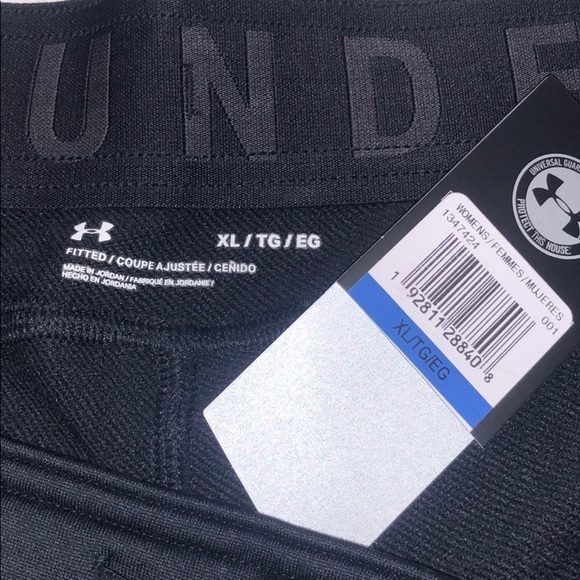 UNDE
XL / TG / EG
FITTED / COUPE AJUSTÉE / CEÑIDO
MADE IN JORDAN / FABRIQUÉ EN JORDANIE /
HECHO EN JORDANIA
UNIVERSAL GUAR
PROTECT THIS HOUSE.
WOMENS / FEMMES / MUJERES
1347424
001
1 92811 28840 8
XL/TG/EG